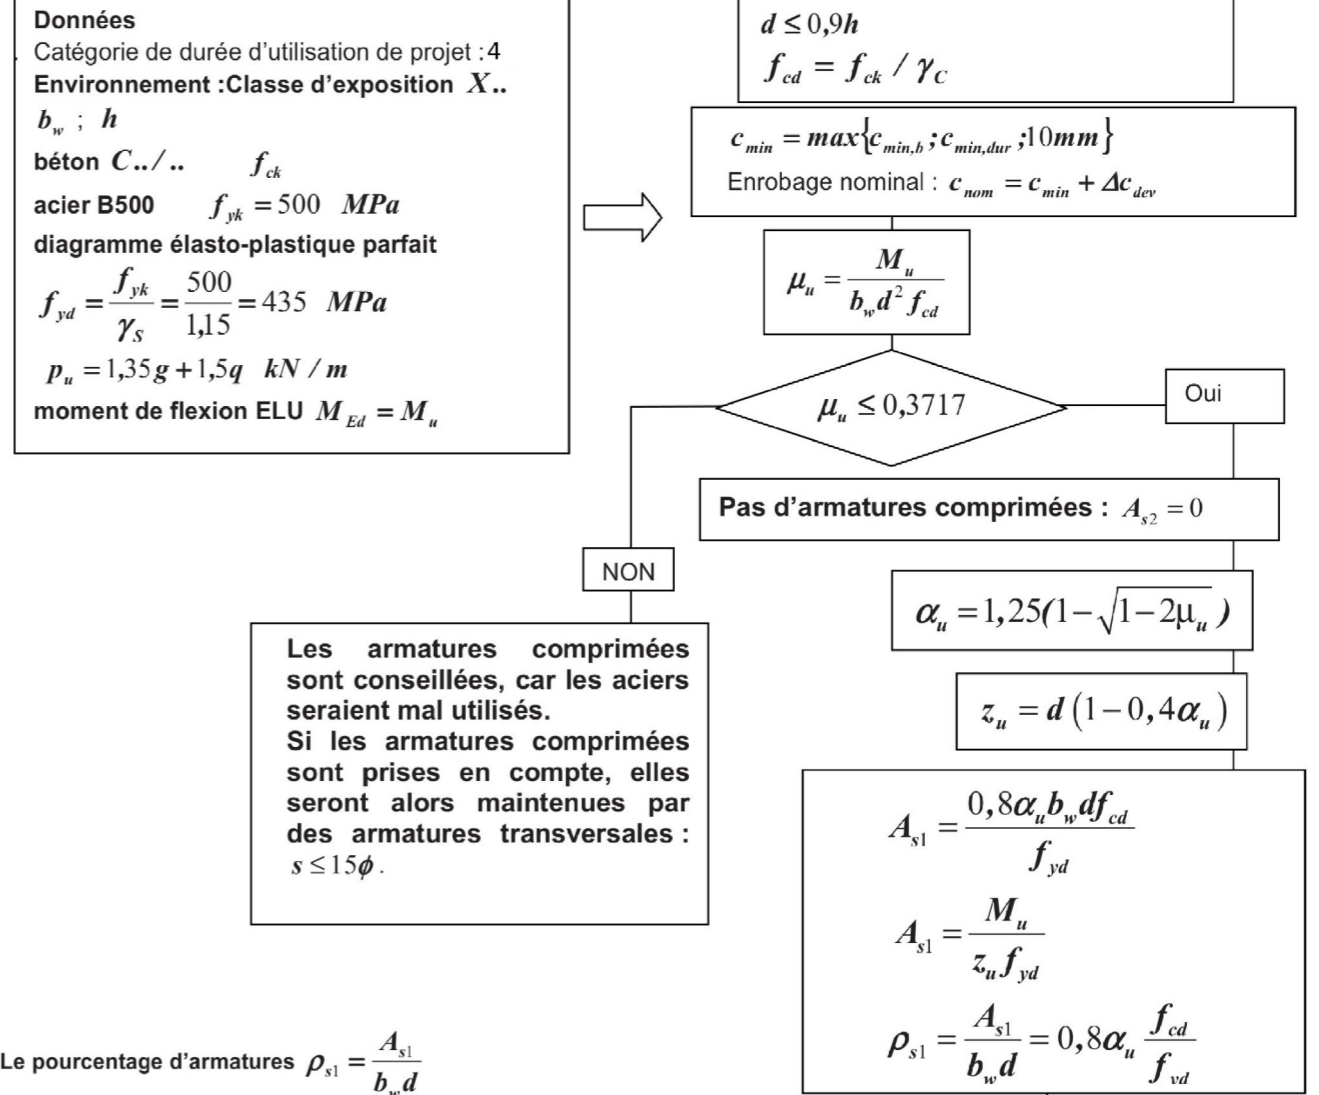 Données
Catégorie de durée d'utilisation de projet : 4
Environnement :Classe d'exposition X..
b_w ; h
béton C../.. f_ck
acier B500 f_yk = 500 MPa
diagramme élasto-plastique parfait
f_yd = f_yk / γ_S = 500 / 1,15 = 435 MPa
p_u = 1,35g + 1,5q kN / m
moment de flexion ELU M_Ed = M_u
d ≤ 0,9h
f_cd = f_ck / γ_C
c_min = max{c_min,b ; c_min,dur ; 10mm}
Enrobage nominal : c_nom = c_min + Δc_dev
μ_u = M_u / b_w d² f_cd
μ_u ≤ 0,3717
Oui
Pas d'armatures comprimées : A_s2 = 0
NON
Les armatures comprimées
sont conseillées, car les aciers
seraient mal utilisés.
Si les armatures comprimées
sont prises en compte, elles
seront alors maintenues par
des armatures transversales :
s ≤ 15ϕ .
α_u = 1,25(1 − √(1 − 2μ_u) )
z_u = d (1 − 0,4α_u)
A_s1 = 0,8α_u b_w d f_cd / f_yd
A_s1 = M_u / z_u f_yd
ρ_s1 = A_s1 / b_w d = 0,8α_u f_cd / f_yd
Le pourcentage d'armatures ρ_s1 = A_s1 / b_w d